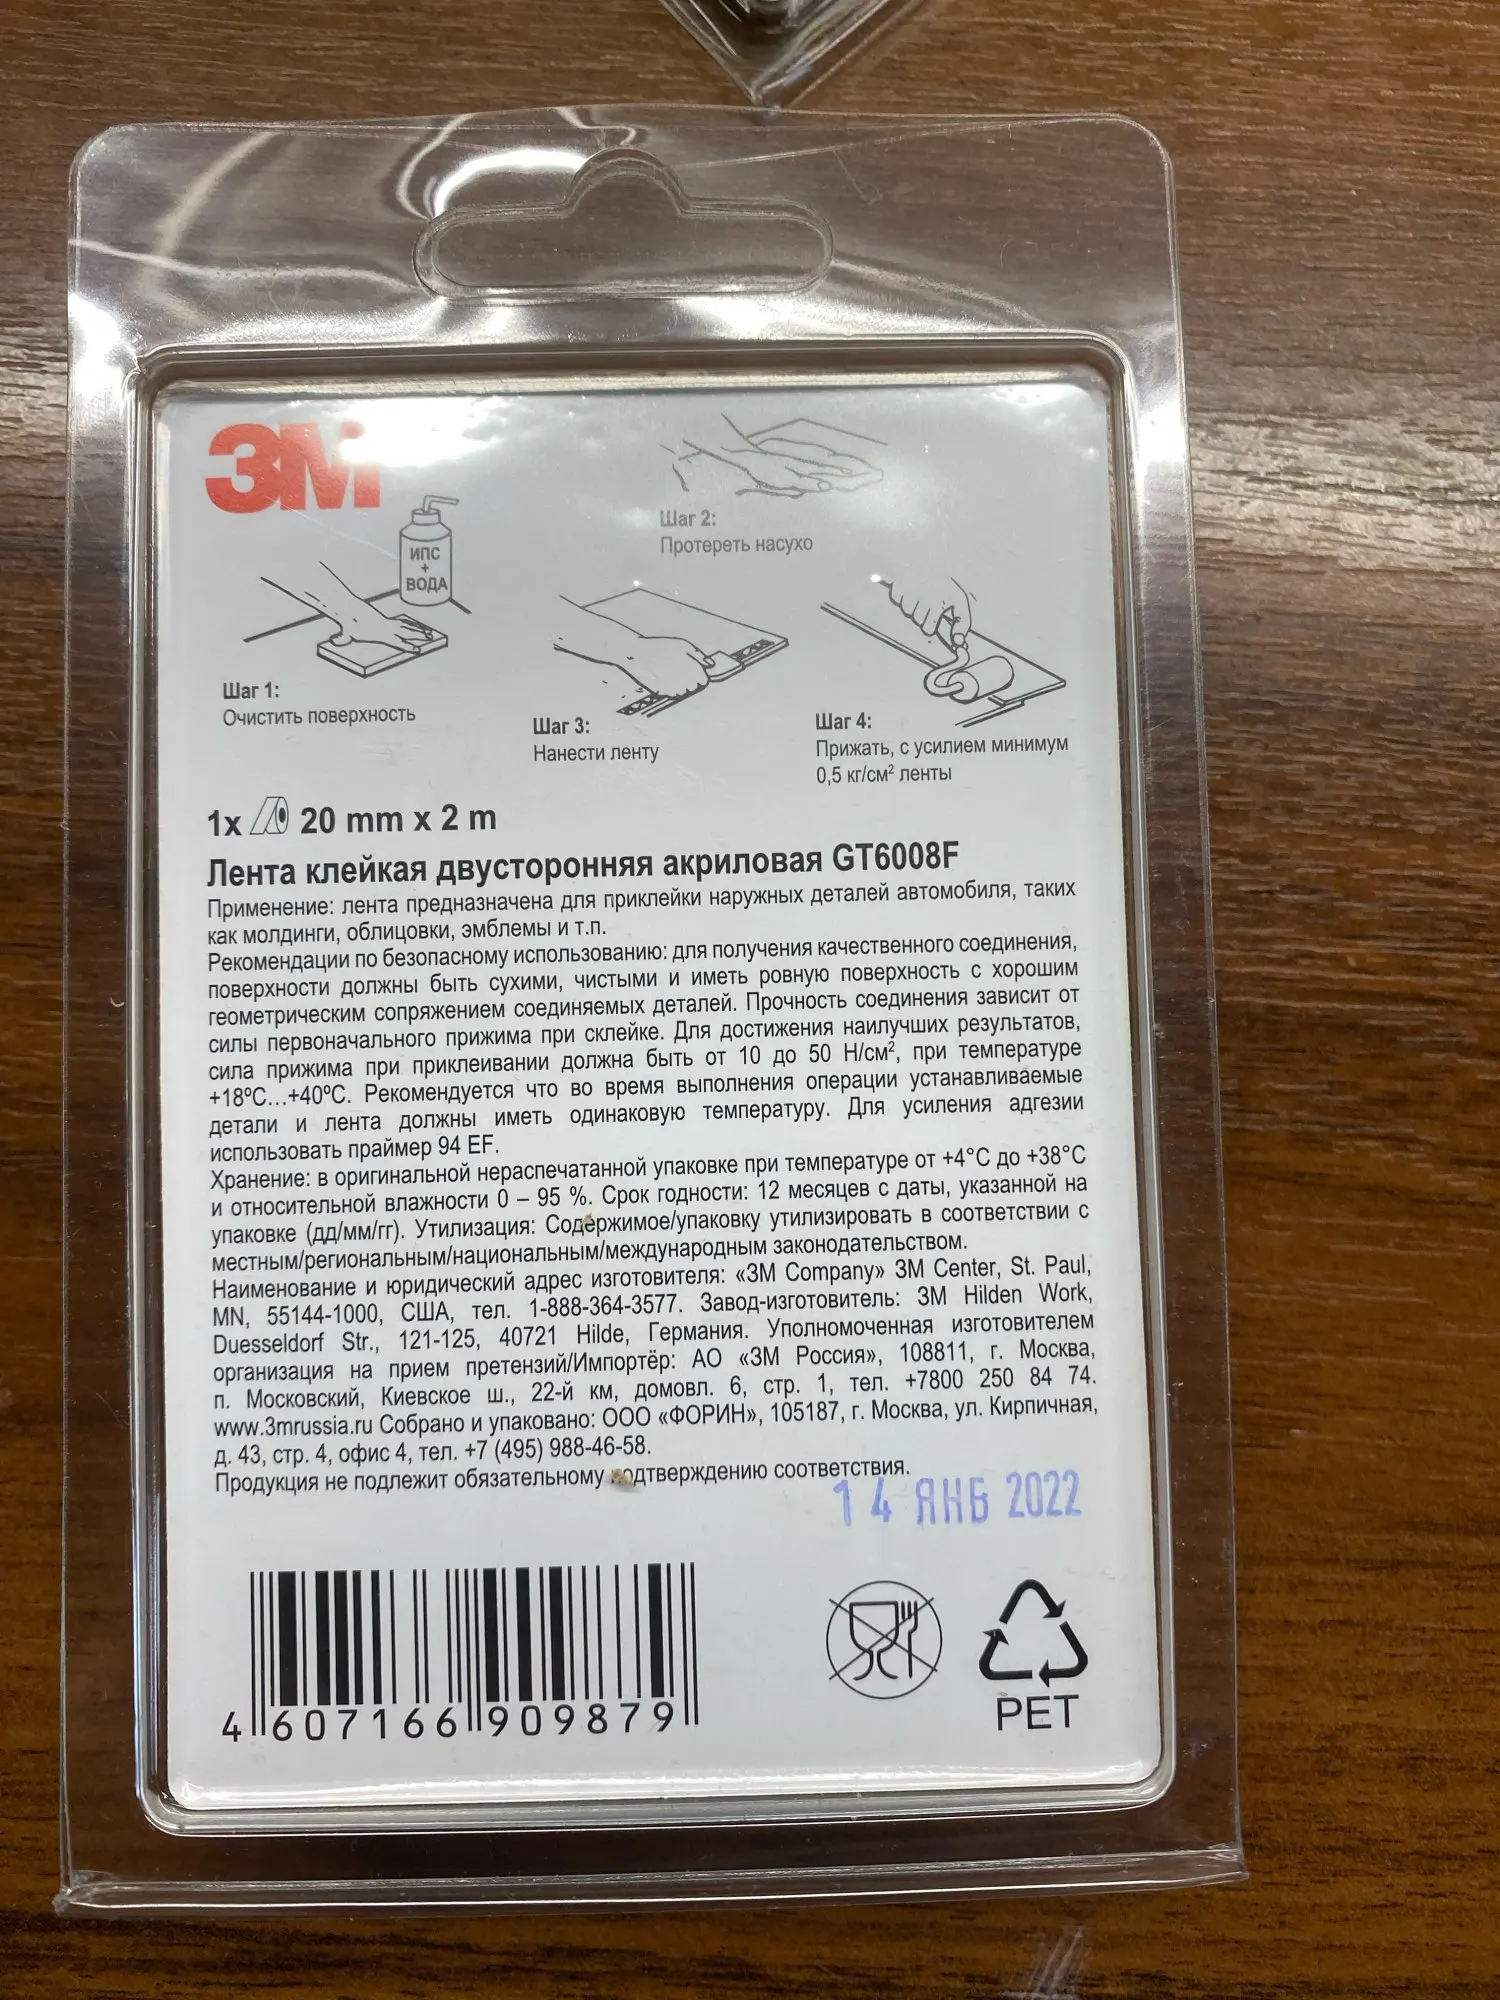 3M
ИПС
+
ВОДА
Шаг 2:
Протереть насухо
Шаг 1:
Очистить поверхность
Шаг 3:
Нанести ленту
Шаг 4:
Прижать, с усилием минимум
0,5 кг/см² ленты
1x 20 mm x 2 m
Лента клейкая двусторонняя акриловая GT6008F
Применение: лента предназначена для приклейки наружных деталей автомобиля, таких
как молдинги, облицовки, эмблемы и т.п.
Рекомендации по безопасному использованию: для получения качественного соединения,
поверхности должны быть сухими, чистыми и иметь ровную поверхность с хорошим
геометрическим сопряжением соединяемых деталей. Прочность соединения зависит от
силы первоначального прижима при склейке. Для достижения наилучших результатов,
сила прижима при приклеивании должна быть от 10 до 50 Н/см², при температуре
+18ºC...+40ºC. Рекомендуется что во время выполнения операции устанавливаемые
детали и лента должны иметь одинаковую температуру. Для усиления адгезии
использовать праймер 94 EF.
Хранение: в оригинальной нераспечатанной упаковке при температуре от +4°C до +38°C
и относительной влажности 0 – 95 %. Срок годности: 12 месяцев с даты, указанной на
упаковке (дд/мм/гг). Утилизация: Содержимое/упаковку утилизировать в соответствии с
местным/региональным/национальным/международным законодательством.
Наименование и юридический адрес изготовителя: «3M Company» 3M Center, St. Paul,
MN, 55144-1000, США, тел. 1-888-364-3577. Завод-изготовитель: 3M Hilden Work,
Duesseldorf Str., 121-125, 40721 Hilde, Германия. Уполномоченная изготовителем
организация на прием претензий/Импортёр: АО «3М Россия», 108811, г. Москва,
п. Московский, Киевское ш., 22-й км, домовл. 6, стр. 1, тел. +7800 250 84 74.
www.3mrussia.ru Собрано и упаковано: ООО «ФОРИН», 105187, г. Москва, ул. Кирпичная,
д. 43, стр. 4, офис 4, тел. +7 (495) 988-46-58.
Продукция не подлежит обязательному подтверждению соответствия.
14 ЯНБ 2022
4 607166 909879
PET